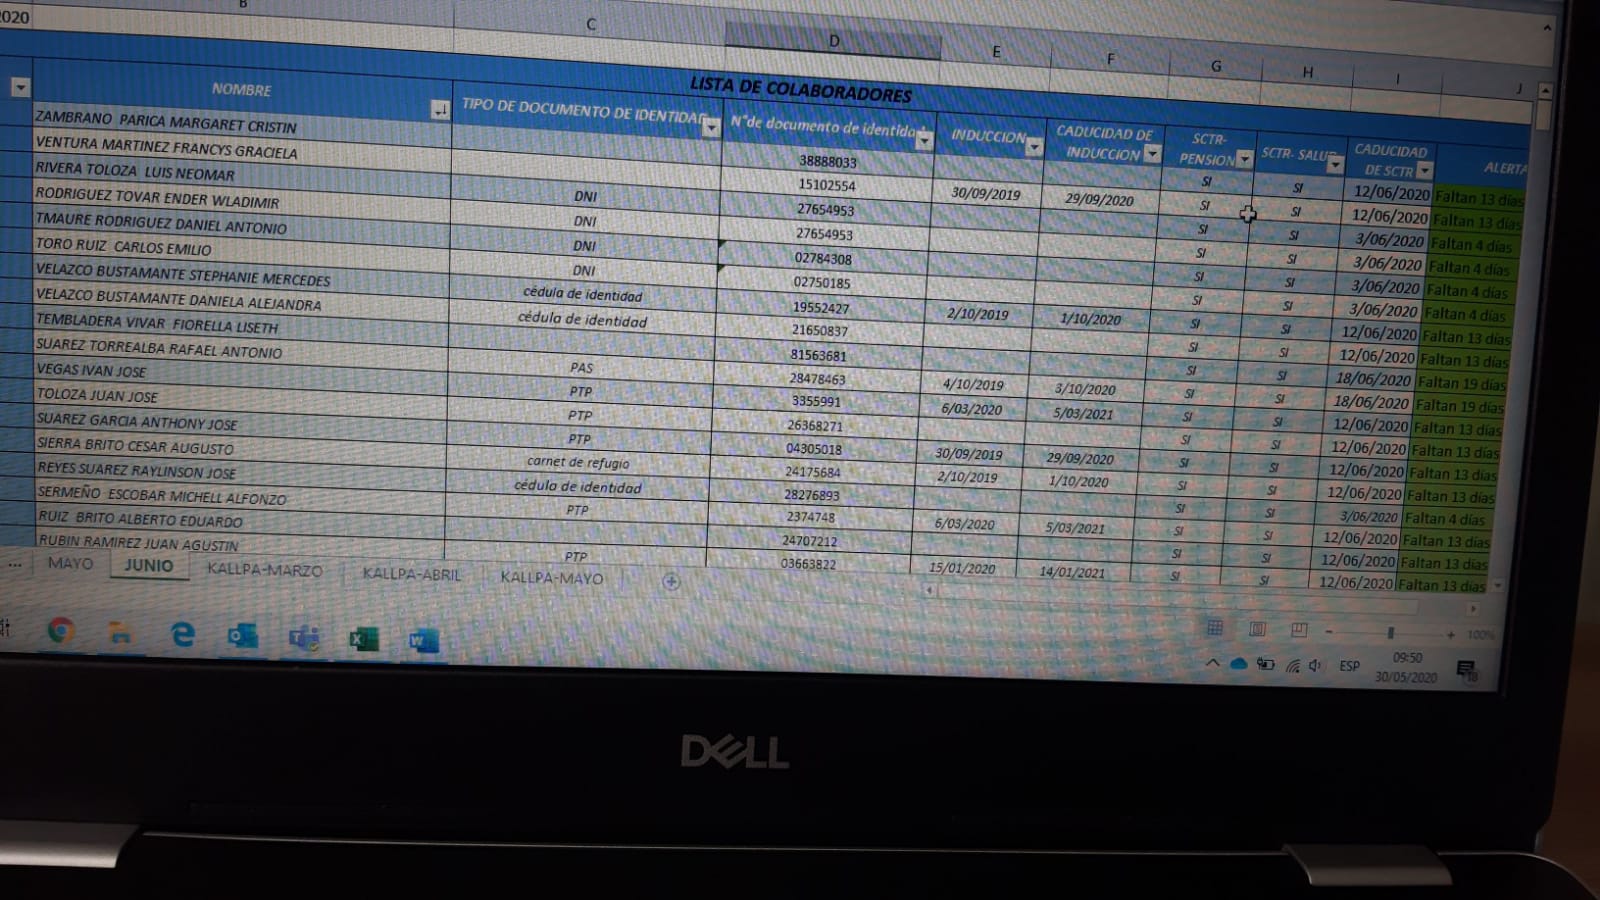 2020
B C D E F G H I J
LISTA DE COLABORADORES
NOMBRE TIPO DE DOCUMENTO DE IDENTIDAD N°de documento de identidad INDUCCION CADUCIDAD DE INDUCCION SCTR- PENSION SCTR- SALUD CADUCIDAD DE SCTR ALERTA
ZAMBRANO PARICA MARGARET CRISTIN 38888033 SI SI 12/06/2020 Faltan 13 días
VENTURA MARTINEZ FRANCYS GRACIELA 15102554 30/09/2019 29/09/2020 SI SI 12/06/2020 Faltan 13 días
RIVERA TOLOZA LUIS NEOMAR DNI 27654953 SI SI 3/06/2020 Faltan 4 días
RODRIGUEZ TOVAR ENDER WLADIMIR DNI 27654953 SI SI 3/06/2020 Faltan 4 días
TMAURE RODRIGUEZ DANIEL ANTONIO DNI 02784308 SI SI 3/06/2020 Faltan 4 días
TORO RUIZ CARLOS EMILIO DNI 02750185 SI SI 3/06/2020 Faltan 4 días
VELAZCO BUSTAMANTE STEPHANIE MERCEDES cédula de identidad 19552427 2/10/2019 1/10/2020 SI SI 12/06/2020 Faltan 13 días
VELAZCO BUSTAMANTE DANIELA ALEJANDRA cédula de identidad 21650837 SI SI 12/06/2020 Faltan 13 días
TEMBLADERA VIVAR FIORELLA LISETH 81563681 SI SI 18/06/2020 Faltan 19 días
SUAREZ TORREALBA RAFAEL ANTONIO PAS 28478463 4/10/2019 3/10/2020 SI SI 18/06/2020 Faltan 19 días
VEGAS IVAN JOSE PTP 3355991 6/03/2020 5/03/2021 SI SI 12/06/2020 Faltan 13 días
TOLOZA JUAN JOSE PTP 26368271 SI SI 12/06/2020 Faltan 13 días
SUAREZ GARCIA ANTHONY JOSE PTP 04305018 30/09/2019 29/09/2020 SI SI 12/06/2020 Faltan 13 días
SIERRA BRITO CESAR AUGUSTO carnet de refugio 24175684 2/10/2019 1/10/2020 SI SI 12/06/2020 Faltan 13 días
REYES SUAREZ RAYLINSON JOSE cédula de identidad 28276893 SI SI 3/06/2020 Faltan 4 días
SERMEÑO ESCOBAR MICHELL ALFONZO PTP 2374748 6/03/2020 5/03/2021 SI SI 12/06/2020 Faltan 13 días
RUIZ BRITO ALBERTO EDUARDO 24707212 SI SI 12/06/2020 Faltan 13 días
RUBIN RAMIREZ JUAN AGUSTIN PTP 03663822 15/01/2020 14/01/2021 SI SI 12/06/2020 Faltan 13 días
... MAYO JUNIO KALLPA-MARZO KALLPA-ABRIL KALLPA-MAYO
100%
ESP 09:50
30/05/2020 18
DELL